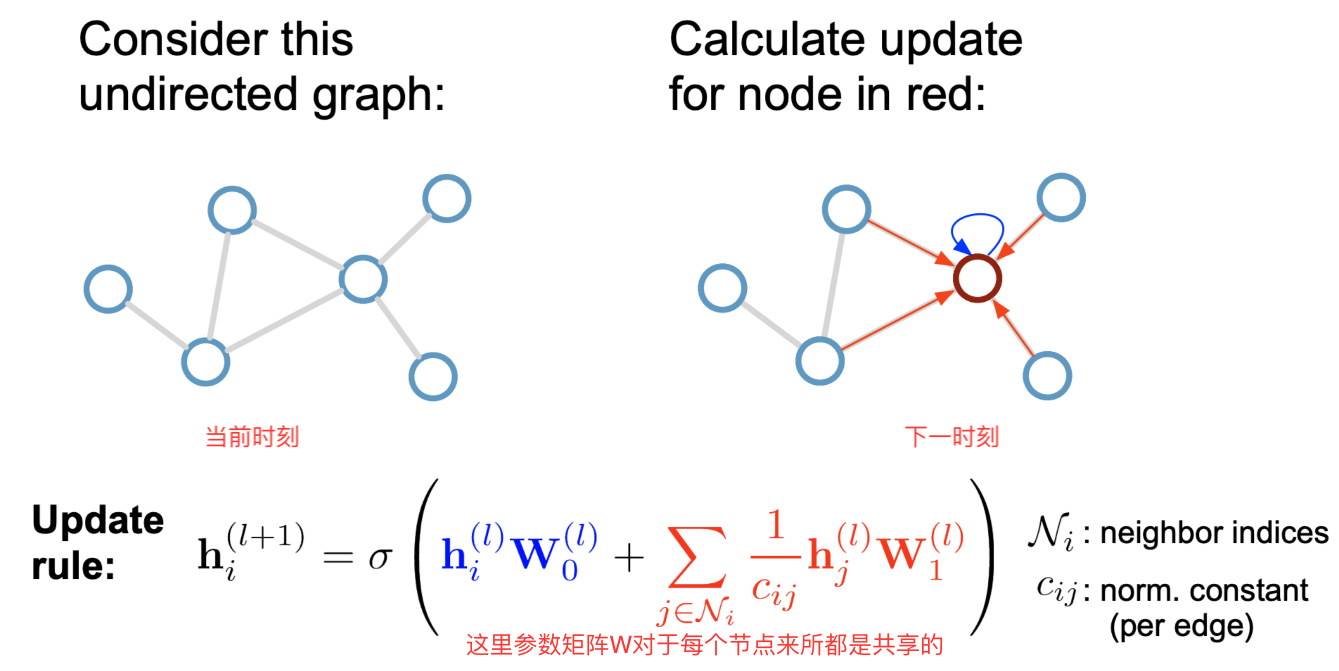 Consider this
undirected graph:
Calculate update
for node in red:
当前时刻
下一时刻
Update
rule:
$\mathbf{h}_i^{(l+1)} = \sigma \left( \mathbf{h}_i^{(l)} \mathbf{W}_0^{(l)} + \sum_{j \in \mathcal{N}_i} \frac{1}{c_{ij}} \mathbf{h}_j^{(l)} \mathbf{W}_1^{(l)} \right)$
$\mathcal{N}_i$ : neighbor indices
$c_{ij}$ : norm. constant
(per edge)
这里参数矩阵W对于每个节点来所都是共享的